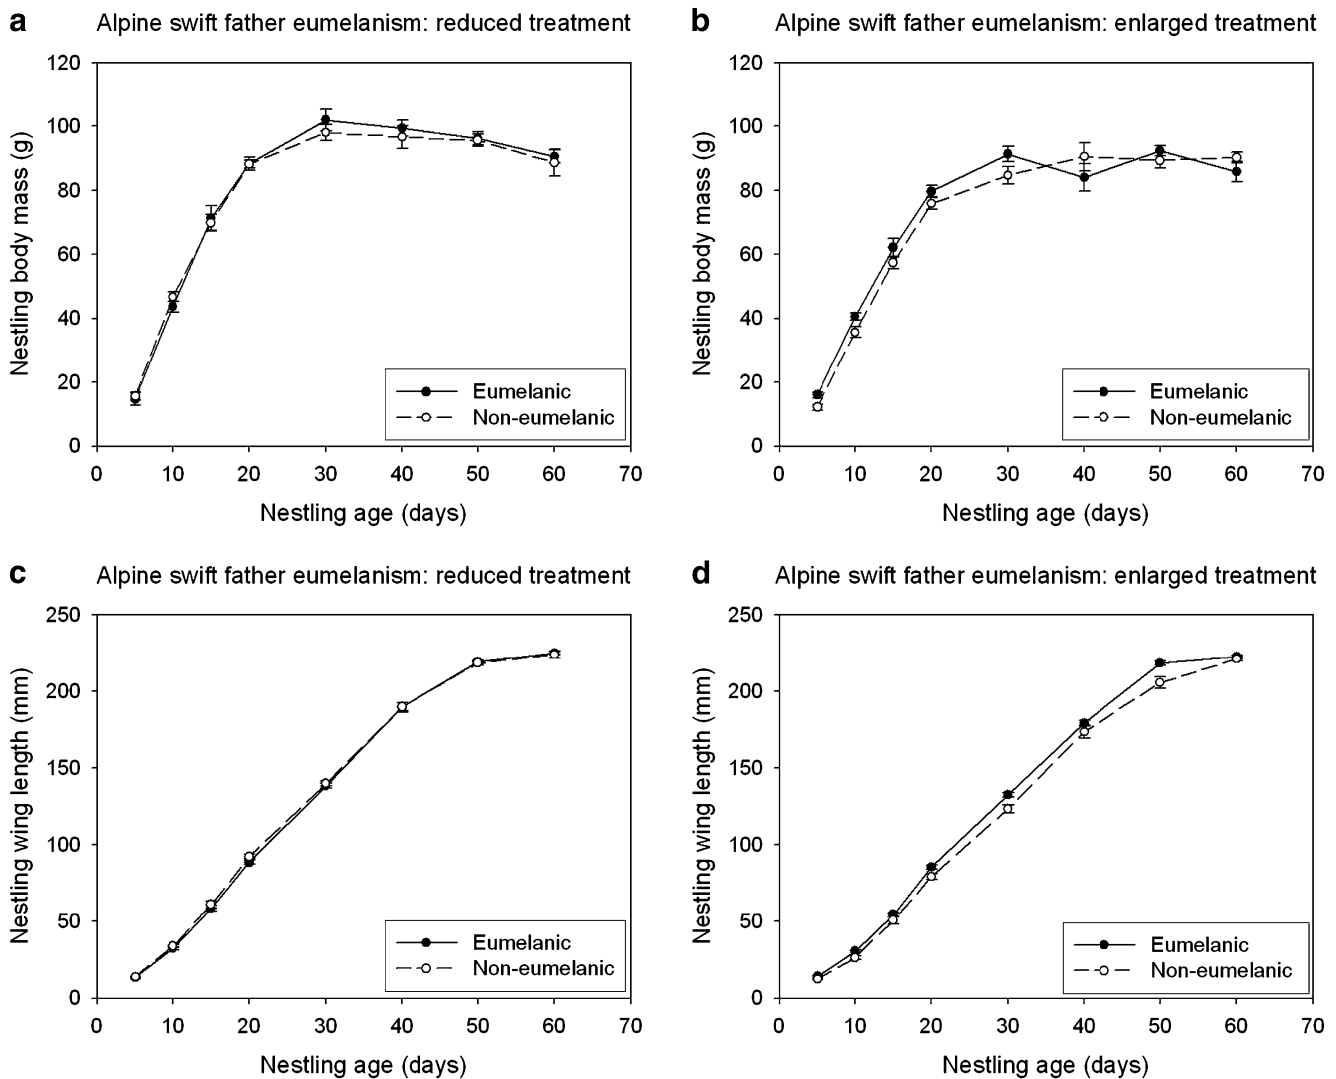 a
Alpine swift father eumelanism: reduced treatment
120
100
80
60
40
20
0
Nestling body mass (g)
Eumelanic
Non-eumelanic
0 10 20 30 40 50 60 70
Nestling age (days)
b
Alpine swift father eumelanism: enlarged treatment
120
100
80
60
40
20
0
Nestling body mass (g)
Eumelanic
Non-eumelanic
0 10 20 30 40 50 60 70
Nestling age (days)
c
Alpine swift father eumelanism: reduced treatment
250
200
150
100
50
0
Nestling wing length (mm)
Eumelanic
Non-eumelanic
0 10 20 30 40 50 60 70
Nestling age (days)
d
Alpine swift father eumelanism: enlarged treatment
250
200
150
100
50
0
Nestling wing length (mm)
Eumelanic
Non-eumelanic
0 10 20 30 40 50 60 70
Nestling age (days)